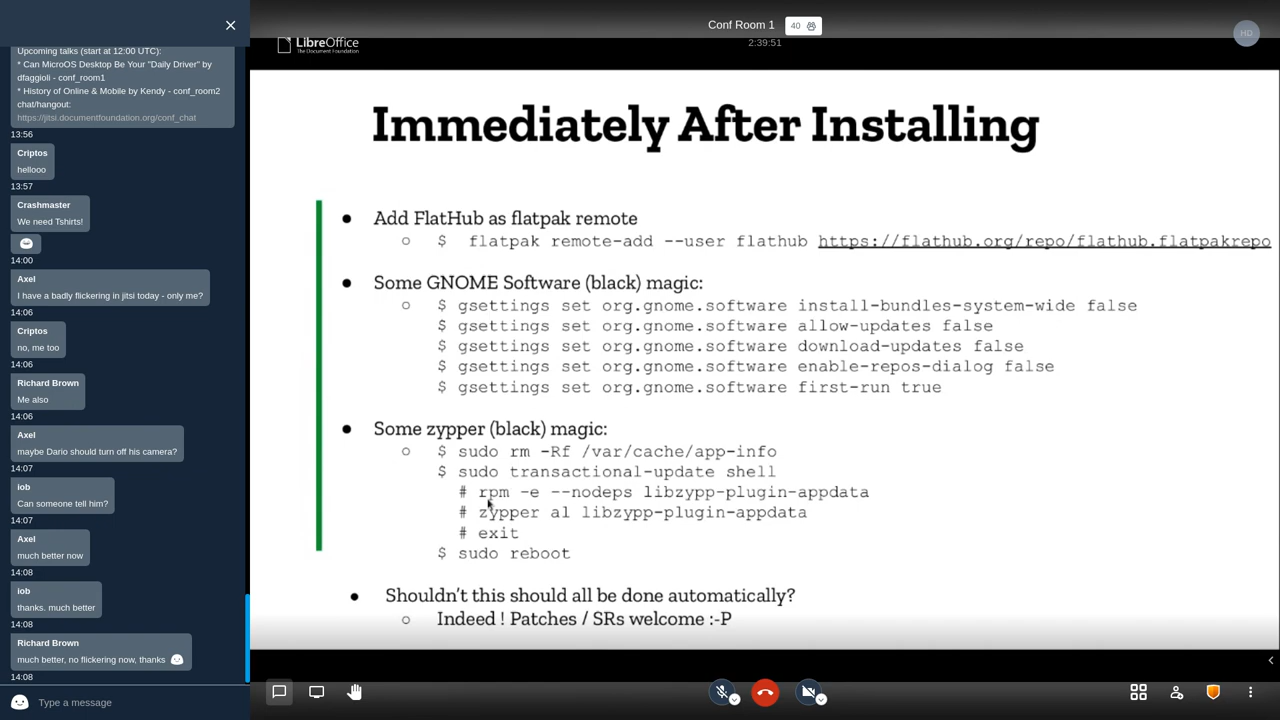 Upcoming talks (start at 12:00 UTC):
* Can MicroOS Desktop Be Your "Daily Driver" by
dfaggioli - conf_room1
* History of Online & Mobile by Kendy - conf_room2
chat/hangout:
https://jitsi.documentfoundation.org/conf_chat
13:56
Criptos
hellooo
13:57
Crashmaster
We need Tshirts!
14:00
Axel
I have a badly flickering in jitsi today - only me?
14:06
Criptos
no, me too
14:06
Richard Brown
Me also
14:06
Axel
maybe Dario should turn off his camera?
14:07
iob
Can someone tell him?
14:07
Axel
much better now
14:08
iob
thanks. much better
14:08
Richard Brown
much better, no flickering now, thanks
14:08
Type a message
Conf Room 1
40
2:39:51
HD
LibreOffice
The Document Foundation
Immediately After Installing
● Add FlatHub as flatpak remote
○ $ flatpak remote-add --user flathub https://flathub.org/repo/flathub.flatpakrepo
● Some GNOME Software (black) magic:
○ $ gsettings set org.gnome.software install-bundles-system-wide false
$ gsettings set org.gnome.software allow-updates false
$ gsettings set org.gnome.software download-updates false
$ gsettings set org.gnome.software enable-repos-dialog false
$ gsettings set org.gnome.software first-run true
● Some zypper (black) magic:
○ $ sudo rm -Rf /var/cache/app-info
$ sudo transactional-update shell
# rpm -e --nodeps libzypp-plugin-appdata
# zypper al libzypp-plugin-appdata
# exit
$ sudo reboot
● Shouldn't this should all be done automatically?
○ Indeed ! Patches / SRs welcome :-P